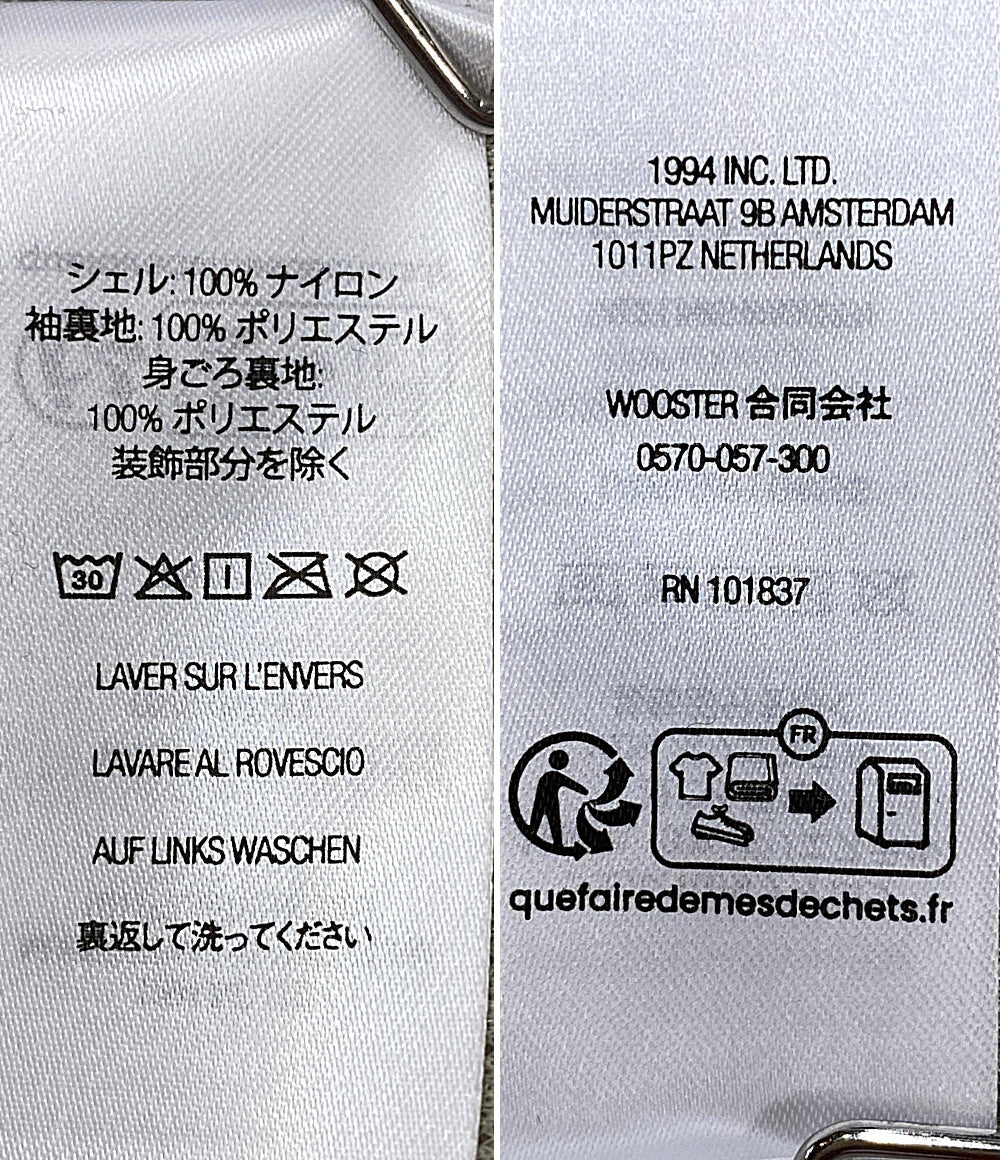 シェル: 100% ナイロン
袖裏地: 100% ポリエステル
身ごろ裏地:
100% ポリエステル
装飾部分を除く
30
LAVER SUR L'ENVERS
LAVARE AL ROVESCIO
AUF LINKS WASCHEN
裏返して洗ってください
1994 INC. LTD.
MUIDERSTRAAT 9B AMSTERDAM
1011PZ NETHERLANDS
WOOSTER 合同会社
0570-057-300
RN 101837
FR
quefairedemesdechets.fr